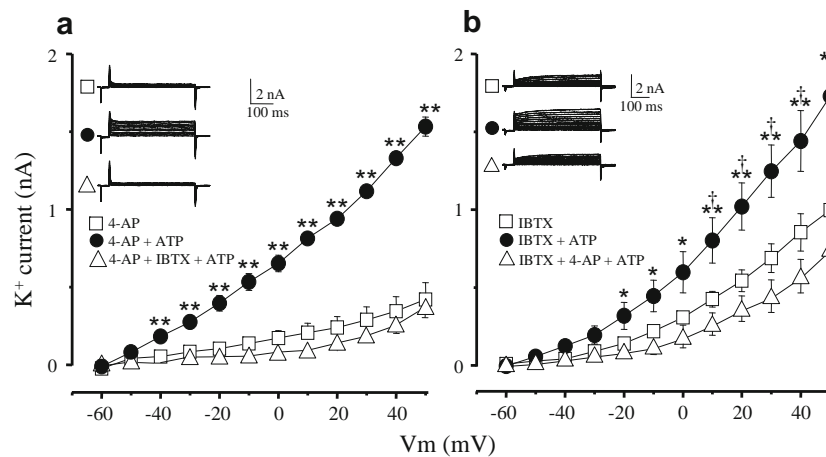 a
b
2
1
0
K+ current (nA)
2 nA
100 ms
4-AP
4-AP + ATP
4-AP + IBTX + ATP
** ** ** ** ** ** ** ** ** **
-60 -40 -20 0 20 40
2
1
0
2 nA
100 ms
IBTX
IBTX + ATP
IBTX + 4-AP + ATP
* * * †** †** †** †** *
-60 -40 -20 0 20 40
Vm (mV)